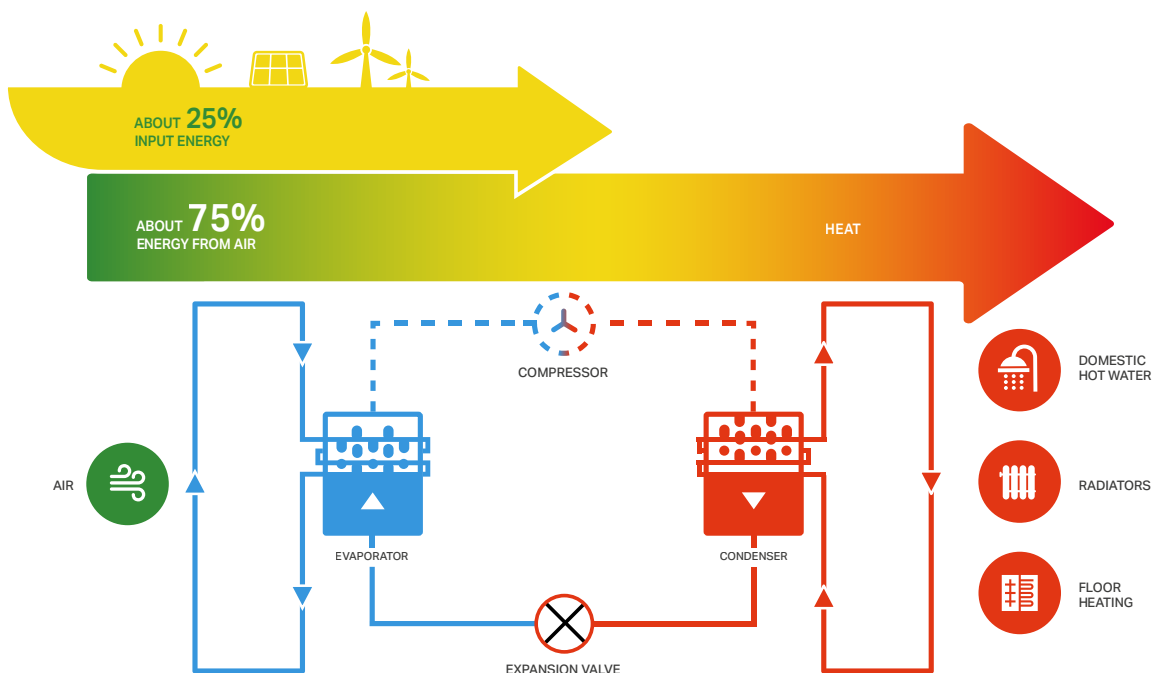 ABOUT 25%
INPUT ENERGY
ABOUT 75%
ENERGY FROM AIR
HEAT
COMPRESSOR
DOMESTIC
HOT WATER
AIR
RADIATORS
EVAPORATOR
CONDENSER
FLOOR
HEATING
EXPANSION VALVE